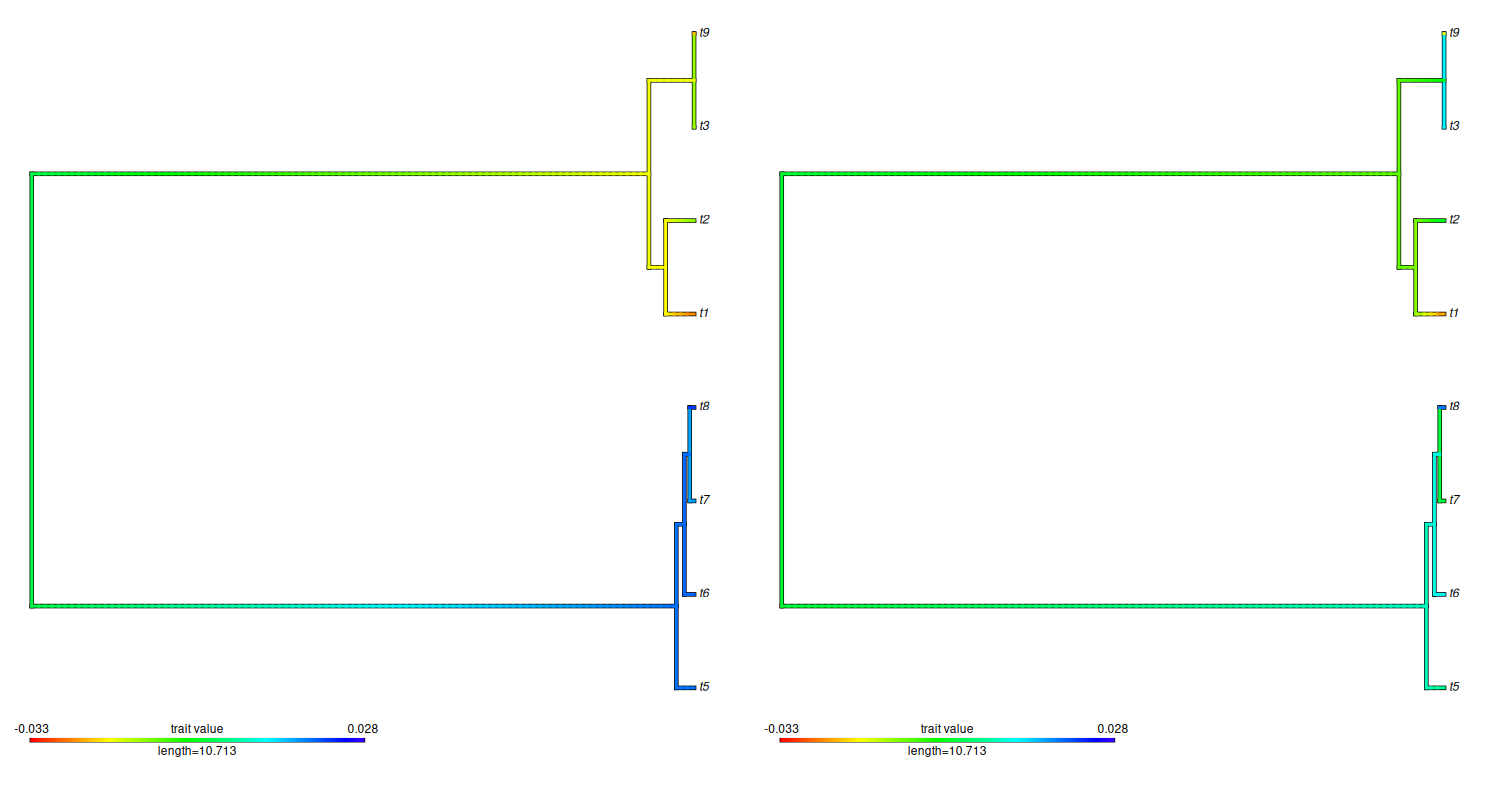 t9
t3
t2
t1
t8
t7
t6
t5
-0.033 trait value 0.028
length=10.713
t9
t3
t2
t1
t8
t7
t6
t5
-0.033 trait value 0.028
length=10.713